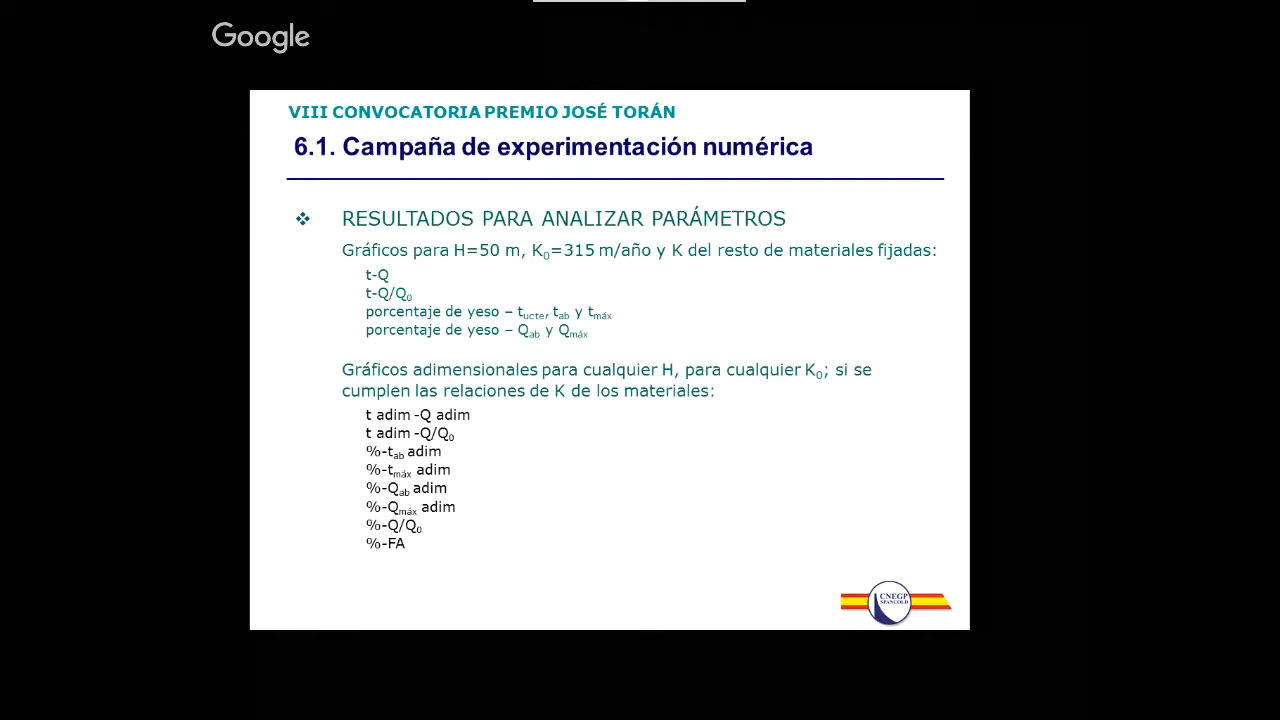 Google
VIII CONVOCATORIA PREMIO JOSÉ TORÁN
6.1. Campaña de experimentación numérica
RESULTADOS PARA ANALIZAR PARÁMETROS
Gráficos para H=50 m, K0=315 m/año y K del resto de materiales fijadas:
t-Q
t-Q/Q0
porcentaje de yeso – tucte, tab y tmáx
porcentaje de yeso – Qab y Qmáx
Gráficos adimensionales para cualquier H, para cualquier K0; si se
cumplen las relaciones de K de los materiales:
t adim -Q adim
t adim -Q/Q0
%-tab adim
%-tmáx adim
%-Qab adim
%-Qmáx adim
%-Q/Q0
%-FA
CNEGP
SPANCOLD